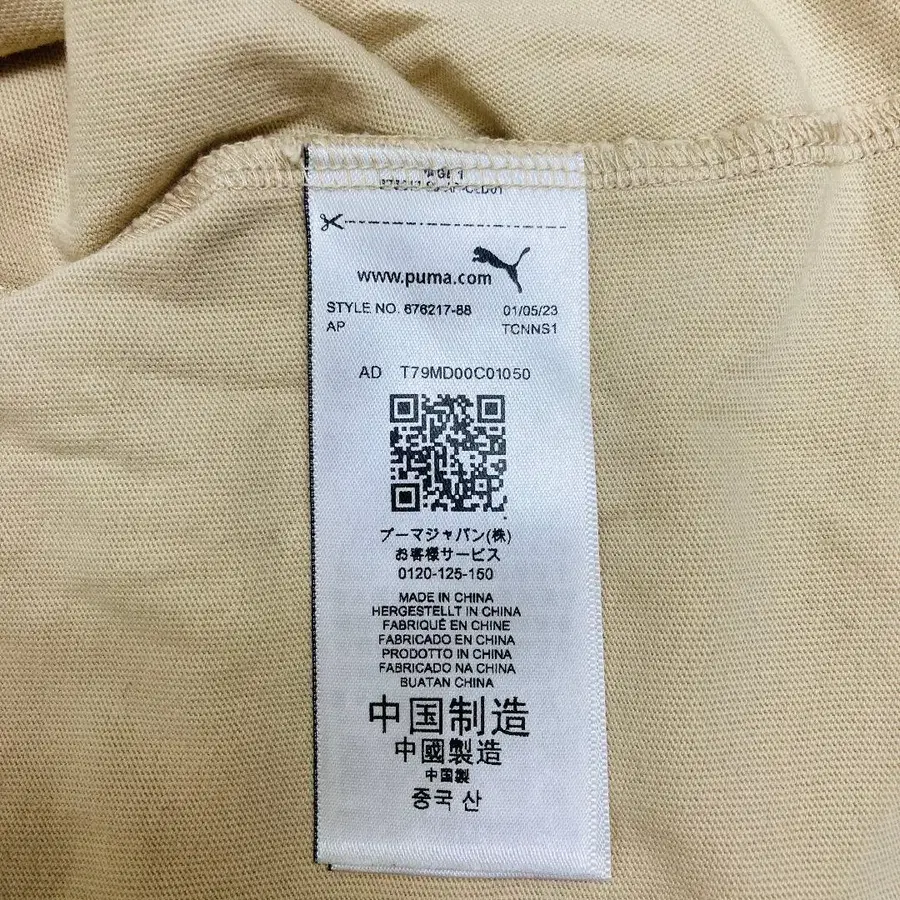 www.puma.com
STYLE NO. 676217-88 01/05/23
AP TCNNS1
AD T79MD00C01050
プーマジャパン(株)
お客様サービス
0120-125-150
MADE IN CHINA
HERGESTELLT IN CHINA
FABRIQUÉ EN CHINE
FABRICADO EN CHINA
PRODOTTO IN CHINA
FABRICADO NA CHINA
BUATAN CHINA
中国制造
中國製造
中国製
중국 산